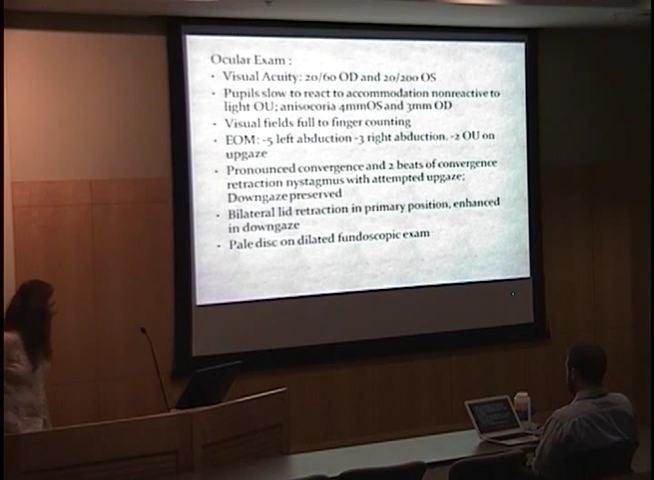 Ocular Exam :
• Visual Acuity: 20/60 OD and 20/200 OS
• Pupils slow to react to accommodation nonreactive to
light OU; anisocoria 4mmOS and 3mm OD
• Visual fields full to finger counting
• EOM: -5 left abduction -3 right abduction. -2 OU on
upgaze
• Pronounced convergence and 2 beats of convergence
retraction nystagmus with attempted upgaze;
Downgaze preserved
• Bilateral lid retraction in primary position, enhanced
in downgaze
• Pale disc on dilated fundoscopic exam